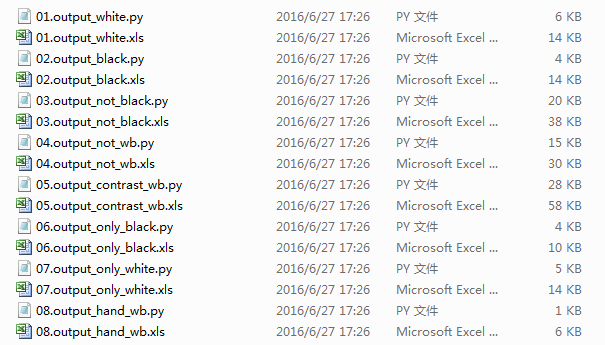 01.output_white.py 2016/6/27 17:26 PY 文件 6 KB
01.output_white.xls 2016/6/27 17:26 Microsoft Excel ... 14 KB
02.output_black.py 2016/6/27 17:26 PY 文件 4 KB
02.output_black.xls 2016/6/27 17:26 Microsoft Excel ... 14 KB
03.output_not_black.py 2016/6/27 17:26 PY 文件 20 KB
03.output_not_black.xls 2016/6/27 17:26 Microsoft Excel ... 38 KB
04.output_not_wb.py 2016/6/27 17:26 PY 文件 15 KB
04.output_not_wb.xls 2016/6/27 17:26 Microsoft Excel ... 30 KB
05.output_contrast_wb.py 2016/6/27 17:26 PY 文件 28 KB
05.output_contrast_wb.xls 2016/6/27 17:26 Microsoft Excel ... 58 KB
06.output_only_black.py 2016/6/27 17:26 PY 文件 4 KB
06.output_only_black.xls 2016/6/27 17:26 Microsoft Excel ... 10 KB
07.output_only_white.py 2016/6/27 17:26 PY 文件 5 KB
07.output_only_white.xls 2016/6/27 17:26 Microsoft Excel ... 14 KB
08.output_hand_wb.py 2016/6/27 17:26 PY 文件 1 KB
08.output_hand_wb.xls 2016/6/27 17:26 Microsoft Excel ... 6 KB